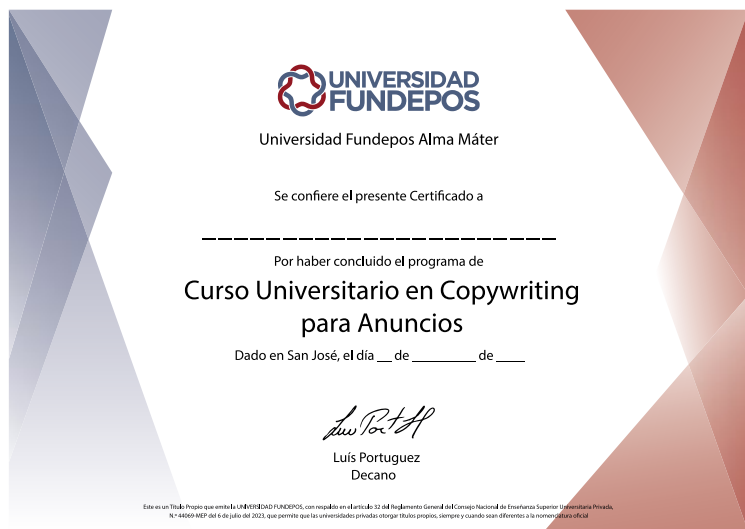 UNIVERSIDAD
FUNDEPOS
Universidad Fundepos Alma Máter
Se confiere el presente Certificado a
_______________________
Por haber concluido el programa de
Curso Universitario en Copywriting
para Anuncios
Dado en San José, el día __ de _________ de ____
Luís Portuguez
Decano
Este es un Título Propio que emite la UNIVERSIDAD FUNDEPOS, con respaldo en el artículo 32 del Reglamento General del Consejo Nacional de Enseñanza Superior Universitaria Privada,
N.º 44069-MEP del 6 de julio del 2023, que permite que las universidades privadas otorgar títulos propios, siempre y cuando sean diferentes a la nomenclatura oficial